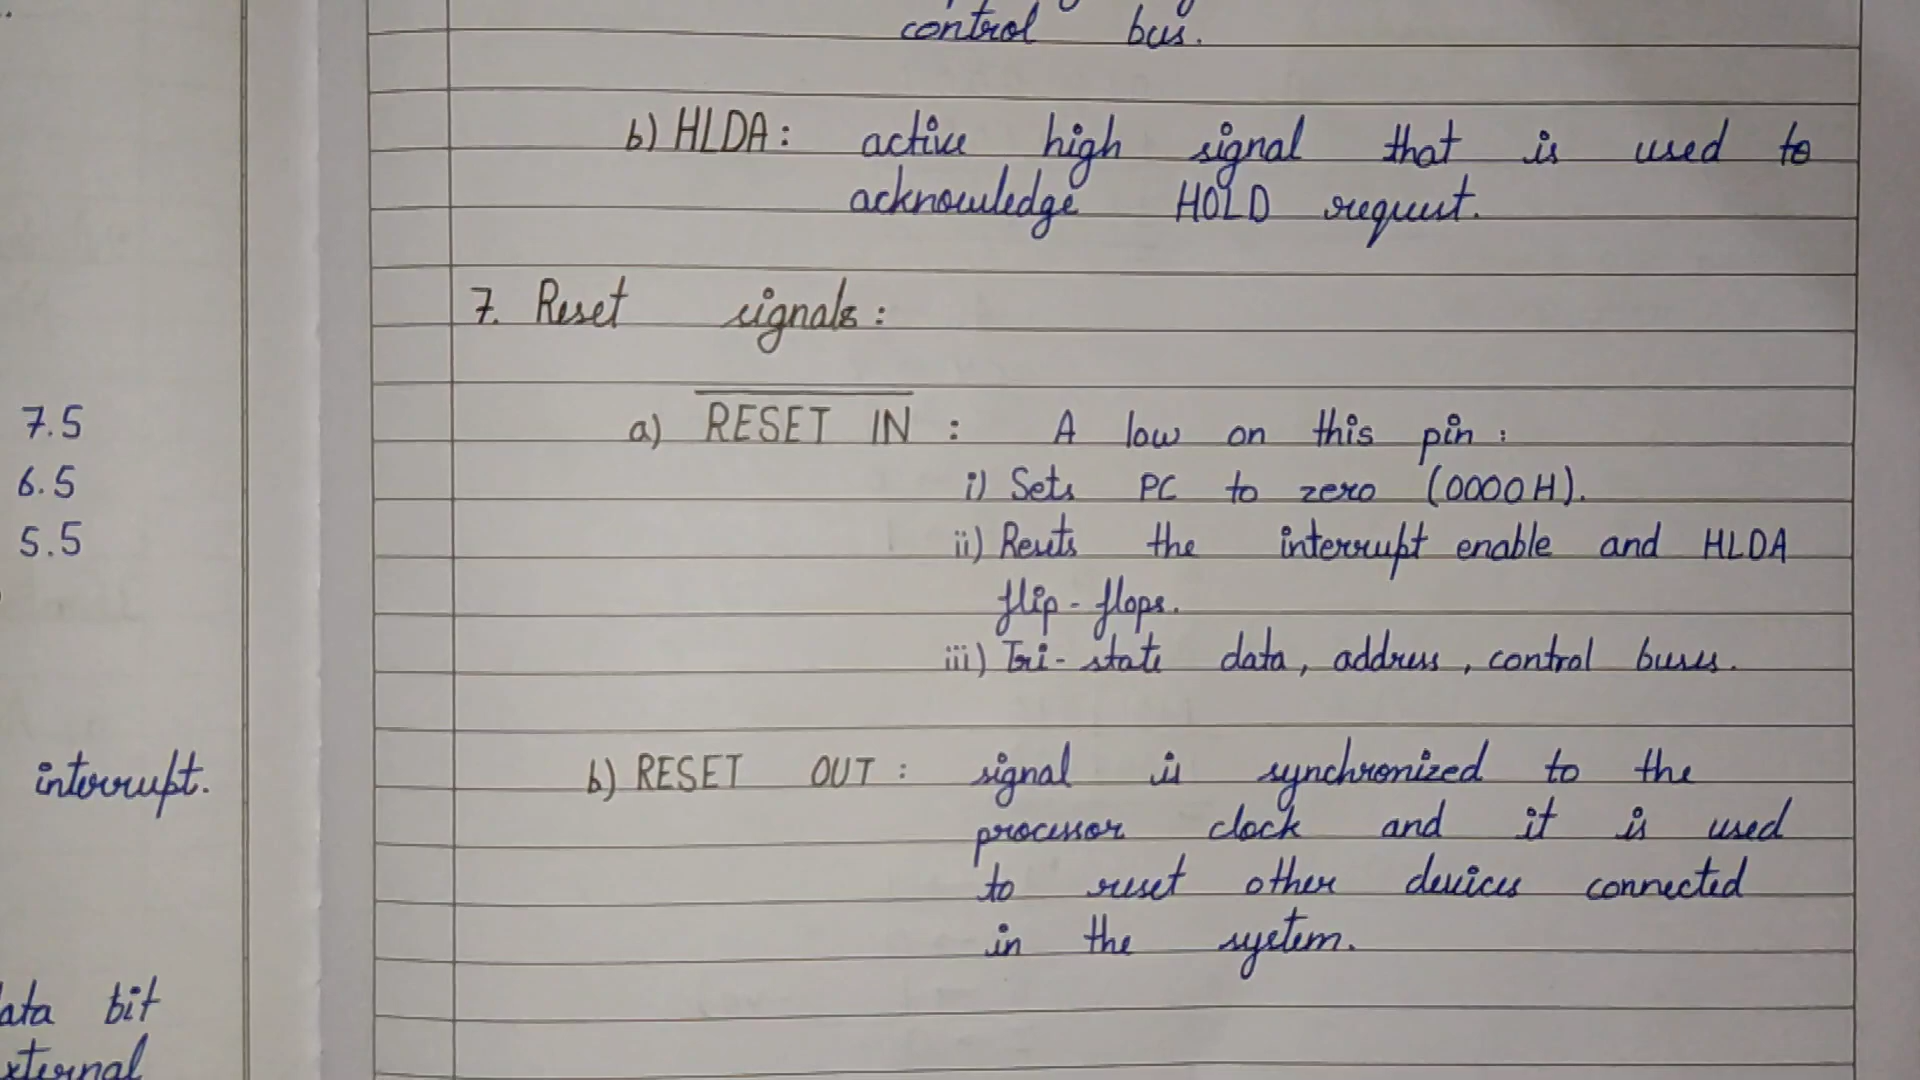 control bus.
b) HLDA: active high signal that is used to
acknowledge HOLD request.
7. Reset signals:
a) R̅E̅S̅E̅T̅ I̅N̅ : A low on this pin :
i) Sets PC to zero (0000H).
ii) Resets the interrupt enable and HLDA
flip-flops.
iii) Tri-state data, address, control buses.
b) RESET OUT : signal is synchronized to the
processor clock and it is used
to reset other devices connected
in the system.
7.5
6.5
5.5
interrupt.
ata bit
xternal